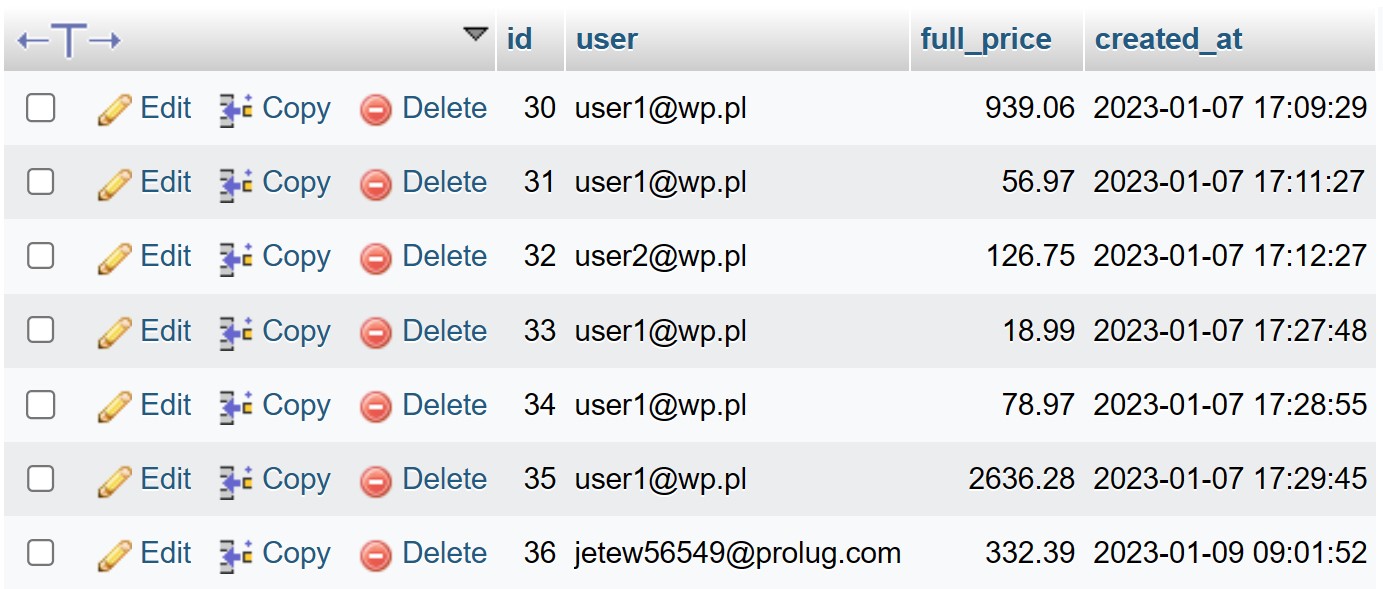 id user full_price created_at
Edit Copy Delete 30 user1@wp.pl 939.06 2023-01-07 17:09:29
Edit Copy Delete 31 user1@wp.pl 56.97 2023-01-07 17:11:27
Edit Copy Delete 32 user2@wp.pl 126.75 2023-01-07 17:12:27
Edit Copy Delete 33 user1@wp.pl 18.99 2023-01-07 17:27:48
Edit Copy Delete 34 user1@wp.pl 78.97 2023-01-07 17:28:55
Edit Copy Delete 35 user1@wp.pl 2636.28 2023-01-07 17:29:45
Edit Copy Delete 36 jetew56549@prolug.com 332.39 2023-01-09 09:01:52